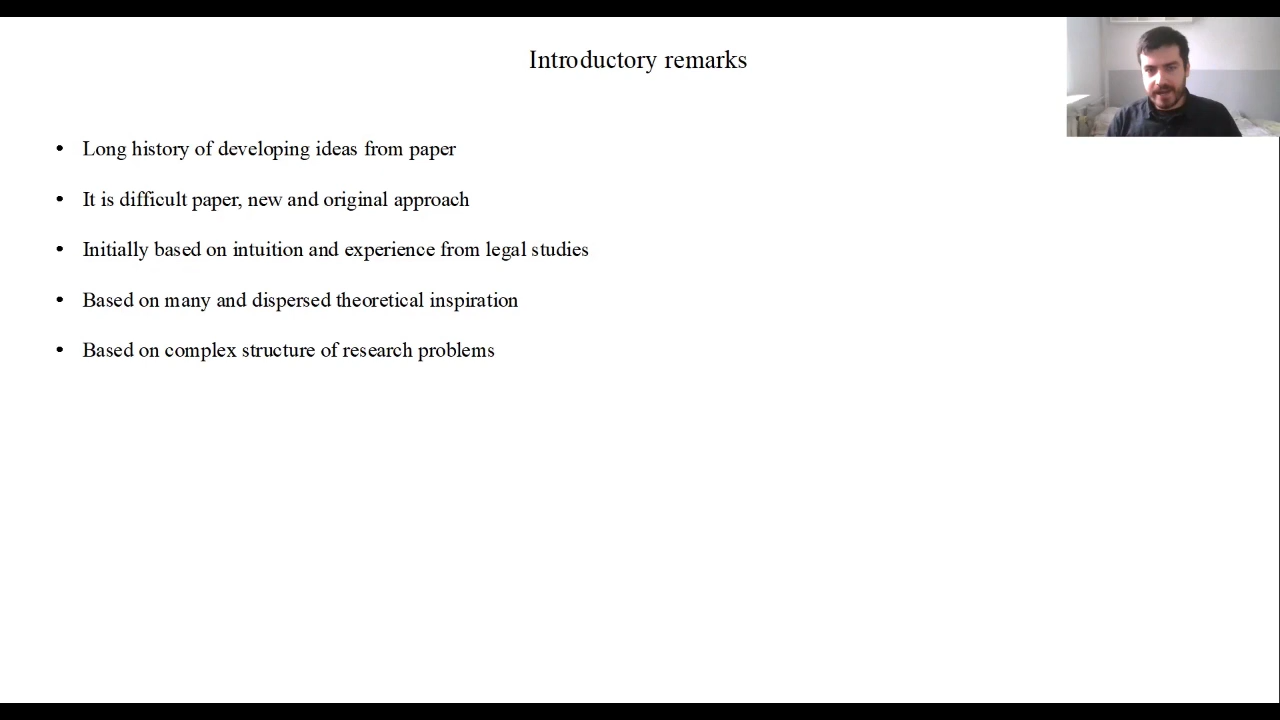 Introductory remarks
• Long history of developing ideas from paper
• It is difficult paper, new and original approach
• Initially based on intuition and experience from legal studies
• Based on many and dispersed theoretical inspiration
• Based on complex structure of research problems